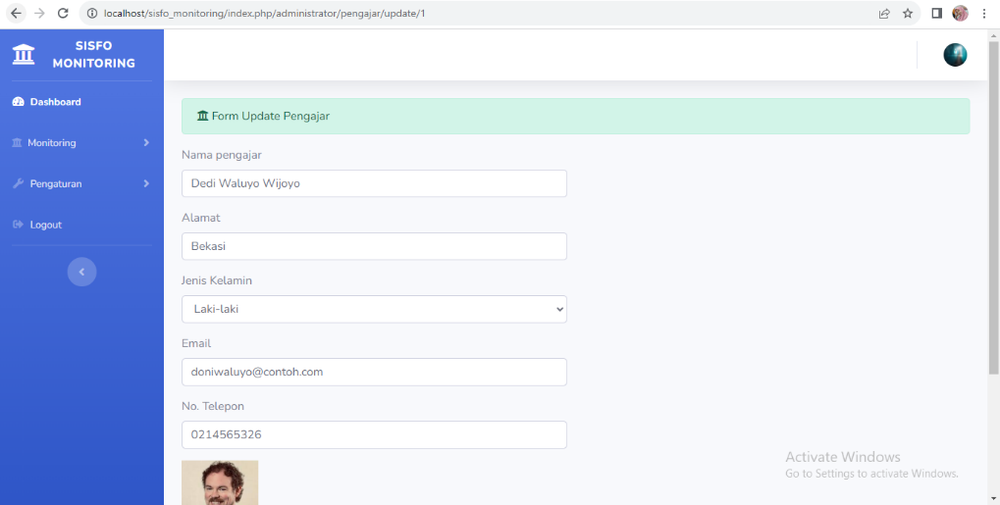 localhost/sisfo_monitoring/index.php/administrator/pengajar/update/1
SISFO
MONITORING
Dashboard
Monitoring
Pengaturan
Logout
Form Update Pengajar
Nama pengajar
Dedi Waluyo Wijoyo
Alamat
Bekasi
Jenis Kelamin
Laki-laki
Email
doniwaluyo@contoh.com
No. Telepon
0214565326
Activate Windows
Go to Settings to activate Windows.